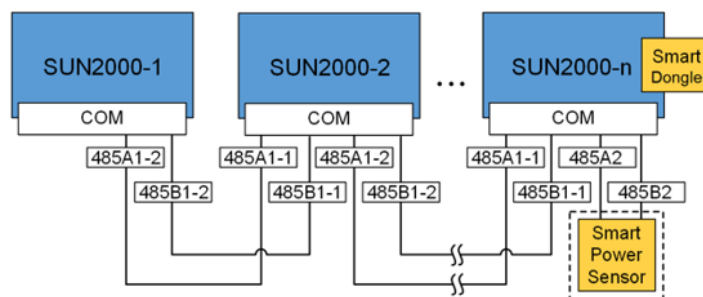 SUN2000-1
SUN2000-2
...
SUN2000-n
Smart
Dongle
COM
COM
COM
485A1-2
485A1-1
485A1-2
485A1-1
485A2
485B1-2
485B1-1
485B1-2
485B1-1
485B2
Smart
Power
Sensor